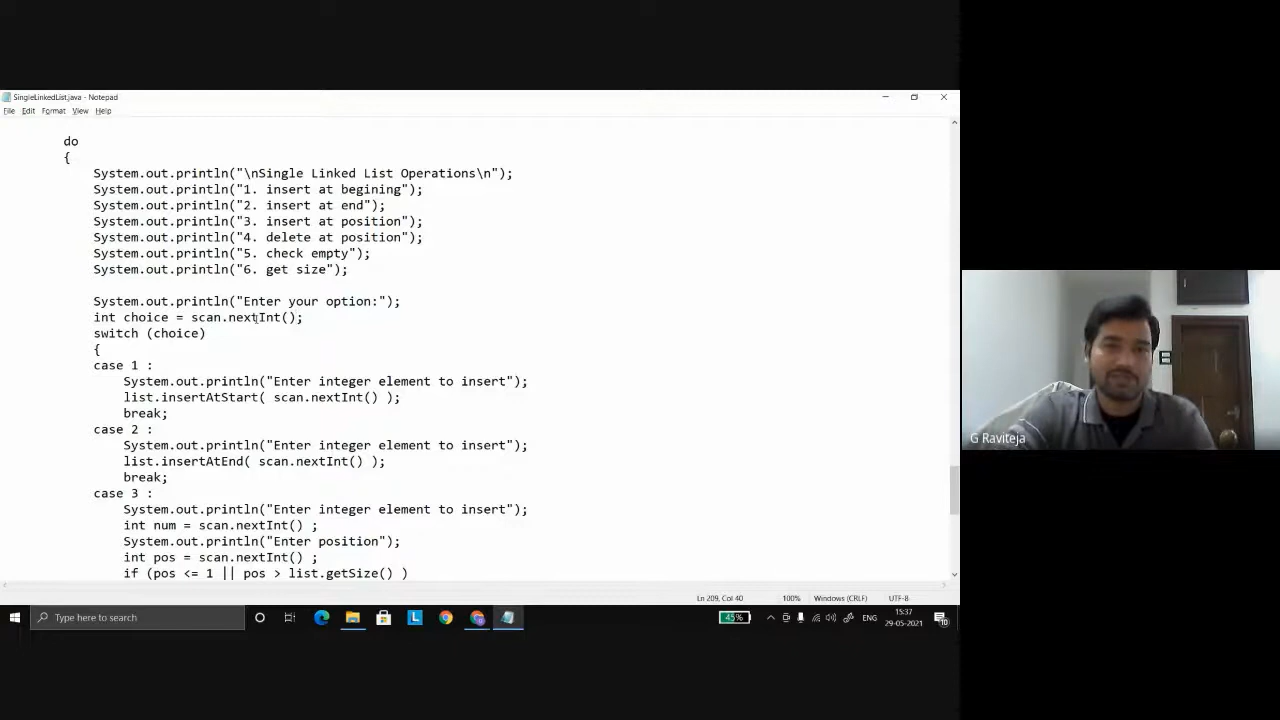 SingleLinkedList.java - Notepad
File Edit Format View Help
do
{
System.out.println("\nSingle Linked List Operations\n");
System.out.println("1. insert at begining");
System.out.println("2. insert at end");
System.out.println("3. insert at position");
System.out.println("4. delete at position");
System.out.println("5. check empty");
System.out.println("6. get size");
System.out.println("Enter your option:");
int choice = scan.nextInt();
switch (choice)
{
case 1 :
System.out.println("Enter integer element to insert");
list.insertAtStart( scan.nextInt() );
break;
case 2 :
System.out.println("Enter integer element to insert");
list.insertAtEnd( scan.nextInt() );
break;
case 3 :
System.out.println("Enter integer element to insert");
int num = scan.nextInt() ;
System.out.println("Enter position");
int pos = scan.nextInt() ;
if (pos <= 1 || pos > list.getSize() )
G Raviteja
Ln 209, Col 40 100% Windows (CRLF) UTF-8
Type here to search
L
45%
ENG
15:37
29-05-2021
10